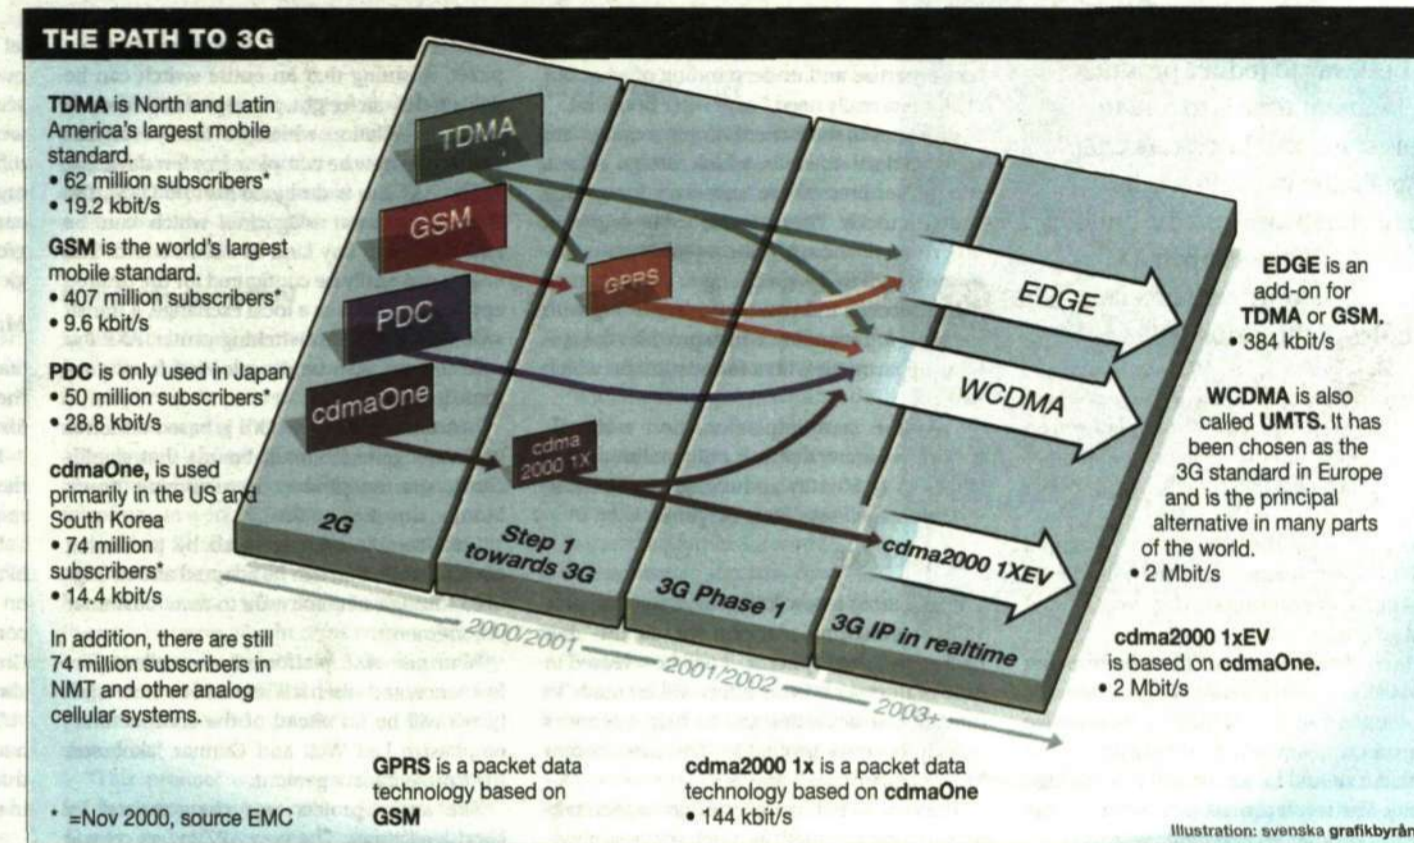 THE PATH TO 3G
TDMA is North and Latin
America's largest mobile
standard.
• 62 million subscribers*
• 19.2 kbit/s
GSM is the world's largest
mobile standard.
• 407 million subscribers*
• 9.6 kbit/s
PDC is only used in Japan
• 50 million subscribers*
• 28.8 kbit/s
cdmaOne, is used
primarily in the US and
South Korea
• 74 million
subscribers*
• 14.4 kbit/s
In addition, there are still
74 million subscribers in
NMT and other analog
cellular systems.
* =Nov 2000, source EMC
TDMA
GSM
PDC
cdmaOne
GPRS
cdma
2000 1X
EDGE
WCDMA
cdma2000 1XEV
2G
Step 1
towards 3G
3G Phase 1
3G IP in realtime
2000/2001
2001/2002
2003+
EDGE is an
add-on for
TDMA or GSM.
• 384 kbit/s
WCDMA is also
called UMTS. It has
been chosen as the
3G standard in Europe
and is the principal
alternative in many parts
of the world.
• 2 Mbit/s
cdma2000 1xEV
is based on cdmaOne.
• 2 Mbit/s
GPRS is a packet data
technology based on
GSM
cdma2000 1x is a packet data
technology based on cdmaOne
• 144 kbit/s
Illustration: svenska grafikbyrån